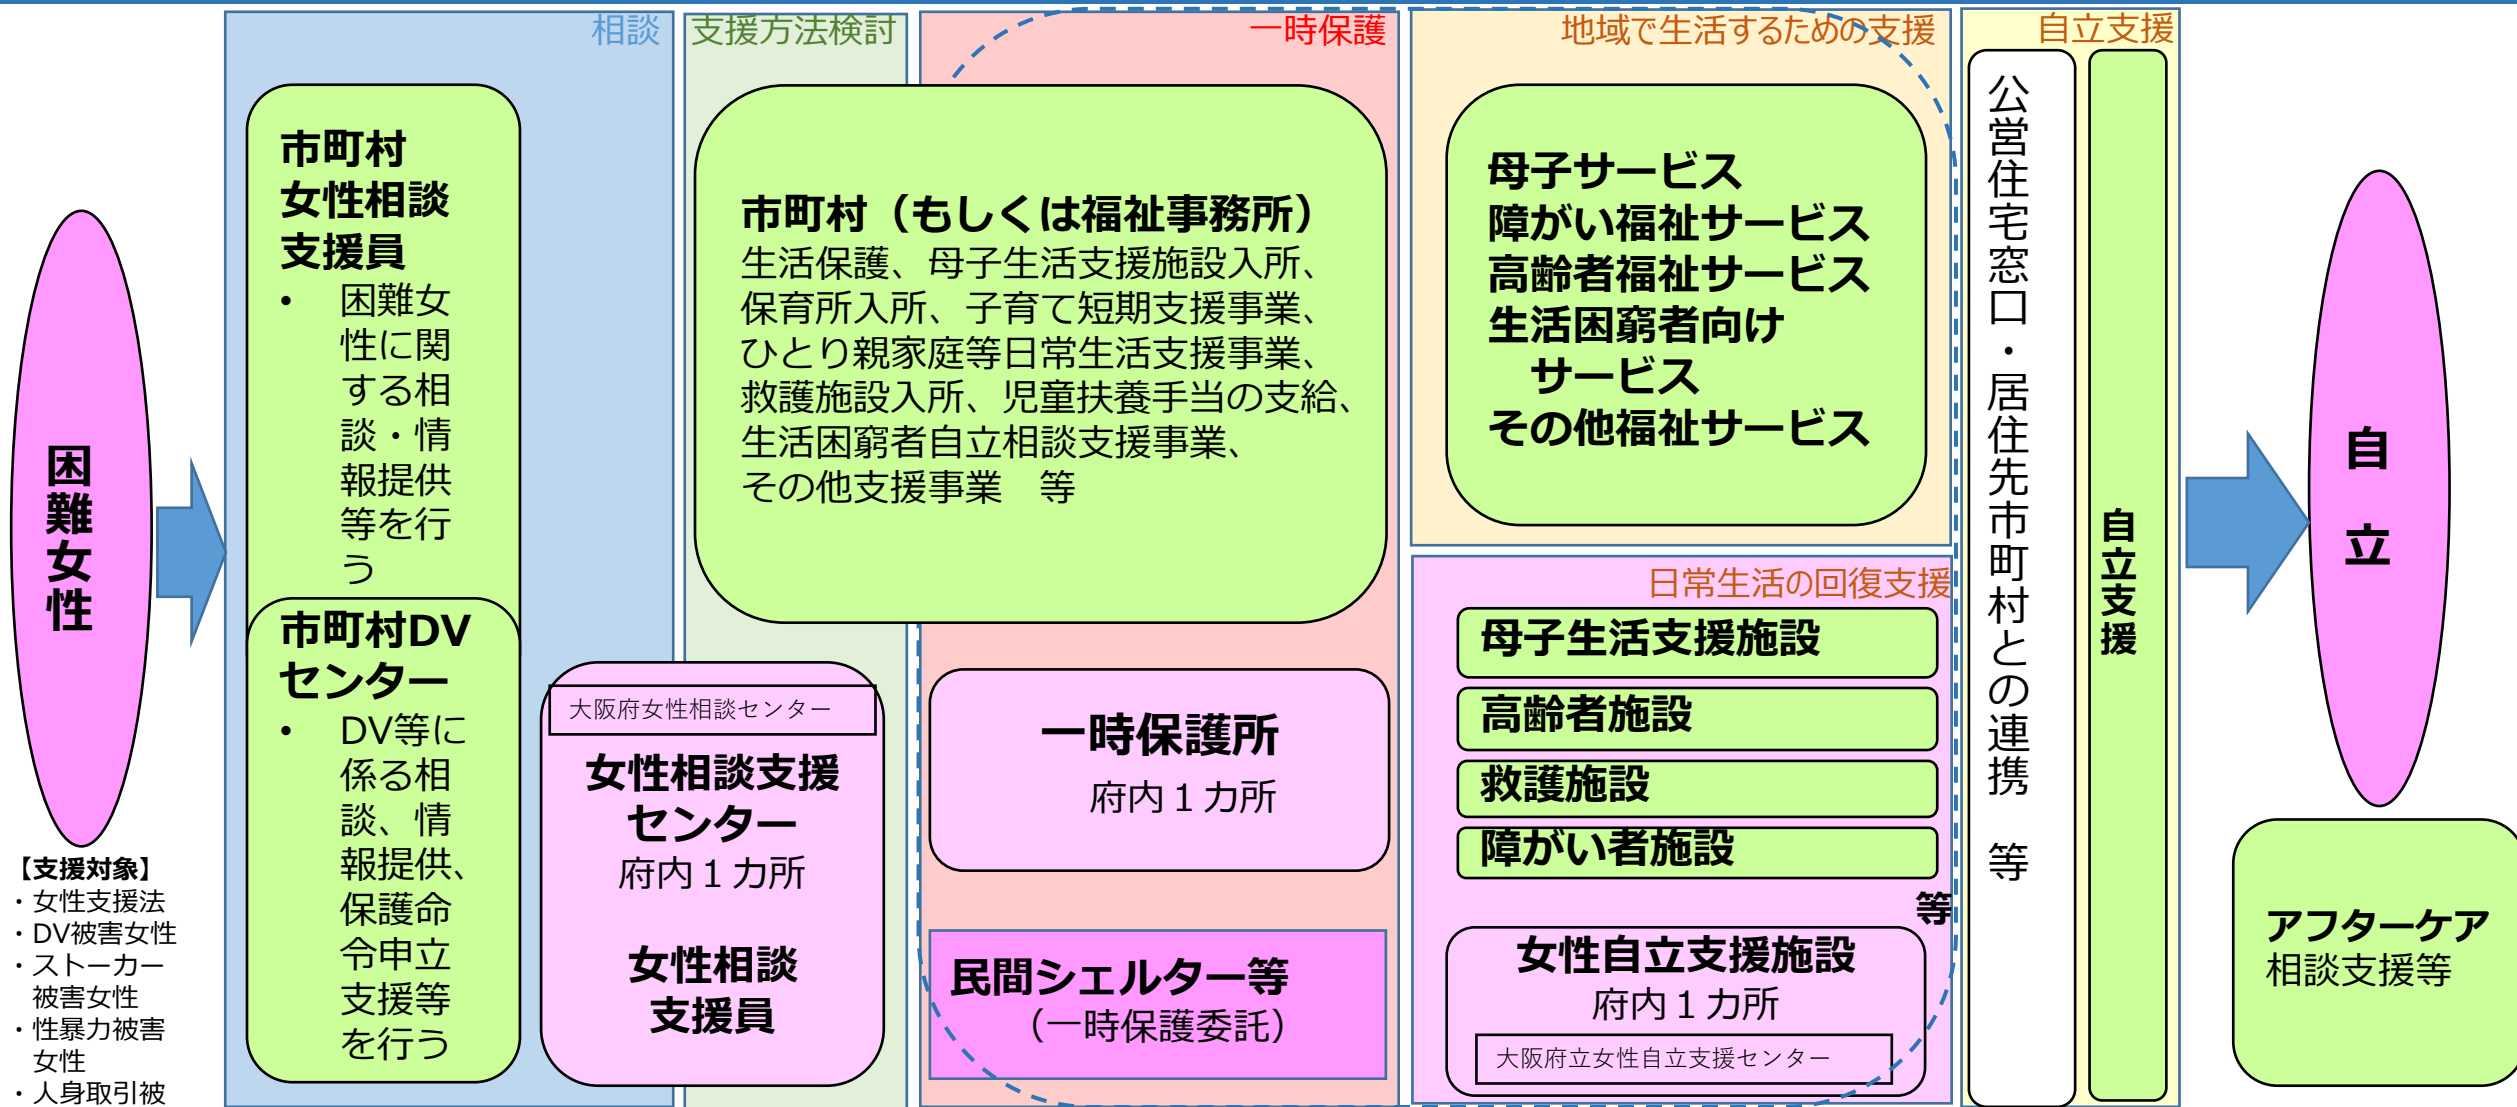 相談
支援方法検討
一時保護
地域で生活するための支援
自立支援
困難女性
【支援対象】
・女性支援法
・DV被害女性
・ストーカー
被害女性
・性暴力被害
女性
・人身取引被
市町村
女性相談
支援員
• 困難女
性に関
する相
談・情
報提供
等を行
う
市町村DV
センター
• DV等に
係る相
談、情
報提供、
保護命
令申立
支援等
を行う
大阪府女性相談センター
女性相談支援
センター
府内１カ所
女性相談
支援員
市町村（もしくは福祉事務所）
生活保護、母子生活支援施設入所、
保育所入所、子育て短期支援事業、
ひとり親家庭等日常生活支援事業、
救護施設入所、児童扶養手当の支給、
生活困窮者自立相談支援事業、
その他支援事業　等
一時保護所
府内１カ所
民間シェルター等
（一時保護委託）
母子サービス
障がい福祉サービス
高齢者福祉サービス
生活困窮者向け
サービス
その他福祉サービス
日常生活の回復支援
母子生活支援施設
高齢者施設
救護施設
障がい者施設
等
女性自立支援施設
府内１カ所
大阪府立女性自立支援センター
公営住宅窓口・居住先市町村との連携　等
自立支援
自立
アフターケア
相談支援等